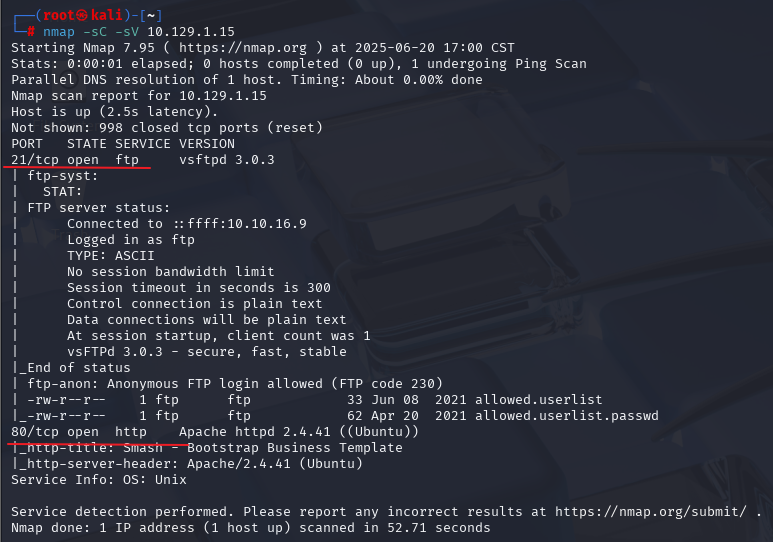 ┌──(root㉿kali)-[~]
└─# nmap -sC -sV 10.129.1.15
Starting Nmap 7.95 ( https://nmap.org ) at 2025-06-20 17:00 CST
Stats: 0:00:01 elapsed; 0 hosts completed (0 up), 1 undergoing Ping Scan
Parallel DNS resolution of 1 host. Timing: About 0.00% done
Nmap scan report for 10.129.1.15
Host is up (2.5s latency).
Not shown: 998 closed tcp ports (reset)
PORT   STATE SERVICE VERSION
21/tcp open  ftp     vsftpd 3.0.3
| ftp-syst:
|   STAT:
| FTP server status:
|      Connected to ::ffff:10.10.16.9
|      Logged in as ftp
|      TYPE: ASCII
|      No session bandwidth limit
|      Session timeout in seconds is 300
|      Control connection is plain text
|      Data connections will be plain text
|      At session startup, client count was 1
|      vsFTPd 3.0.3 - secure, fast, stable
|_End of status
| ftp-anon: Anonymous FTP login allowed (FTP code 230)
| -rw-r--r--    1 ftp      ftp            33 Jun 08  2021 allowed.userlist
|_-rw-r--r--    1 ftp      ftp            62 Apr 20  2021 allowed.userlist.passwd
80/tcp open  http    Apache httpd 2.4.41 ((Ubuntu))
|_http-title: Smash - Bootstrap Business Template
|_http-server-header: Apache/2.4.41 (Ubuntu)
Service Info: OS: Unix
Service detection performed. Please report any incorrect results at https://nmap.org/submit/ .
Nmap done: 1 IP address (1 host up) scanned in 52.71 seconds